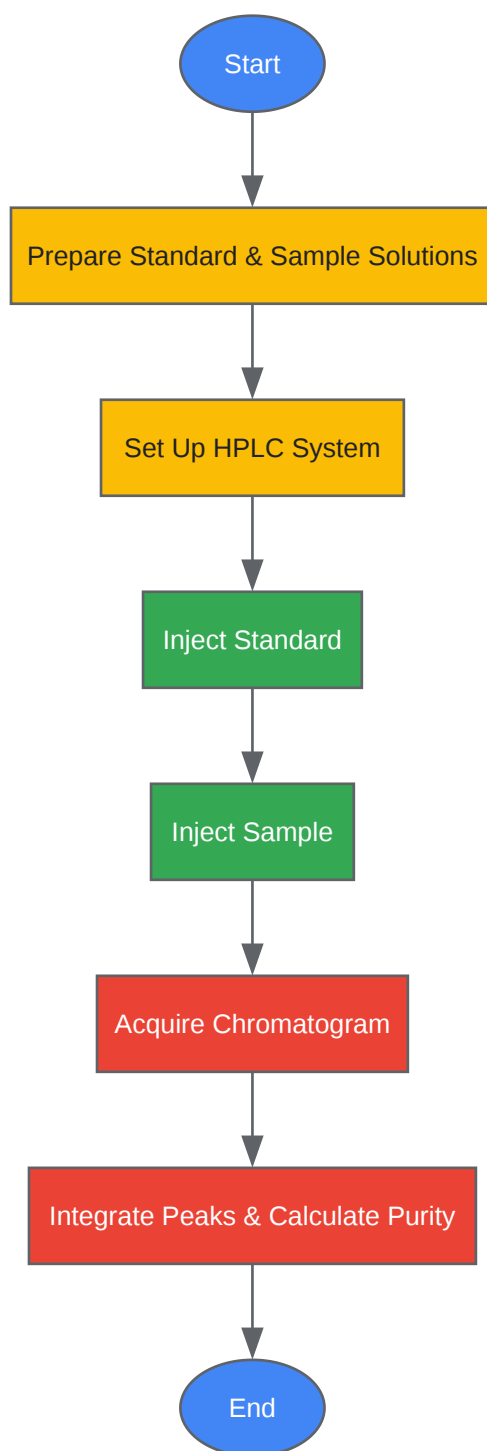 Start
Prepare Standard & Sample Solutions
Set Up HPLC System
Inject Standard
Inject Sample
Acquire Chromatogram
Integrate Peaks & Calculate Purity
End